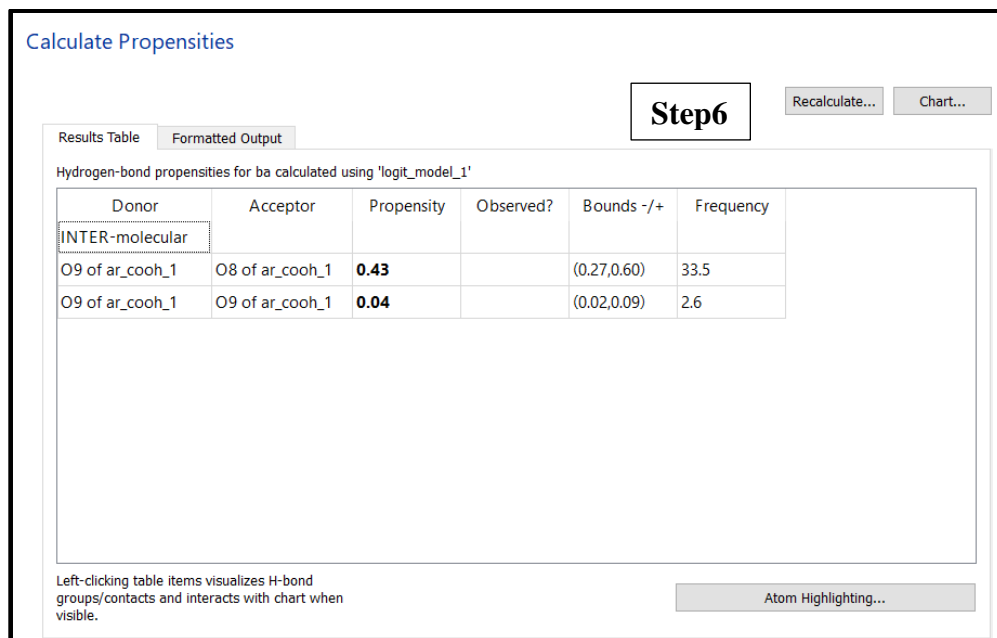 Calculate Propensities
Step6
Recalculate... Chart...
Results Table Formatted Output
Hydrogen-bond propensities for ba calculated using 'logit_model_1'
Donor Acceptor Propensity Observed? Bounds -/+ Frequency
INTER-molecular
O9 of ar_cooh_1 O8 of ar_cooh_1 0.43 (0.27,0.60) 33.5
O9 of ar_cooh_1 O9 of ar_cooh_1 0.04 (0.02,0.09) 2.6
Left-clicking table items visualizes H-bond
groups/contacts and interacts with chart when
visible.
Atom Highlighting...